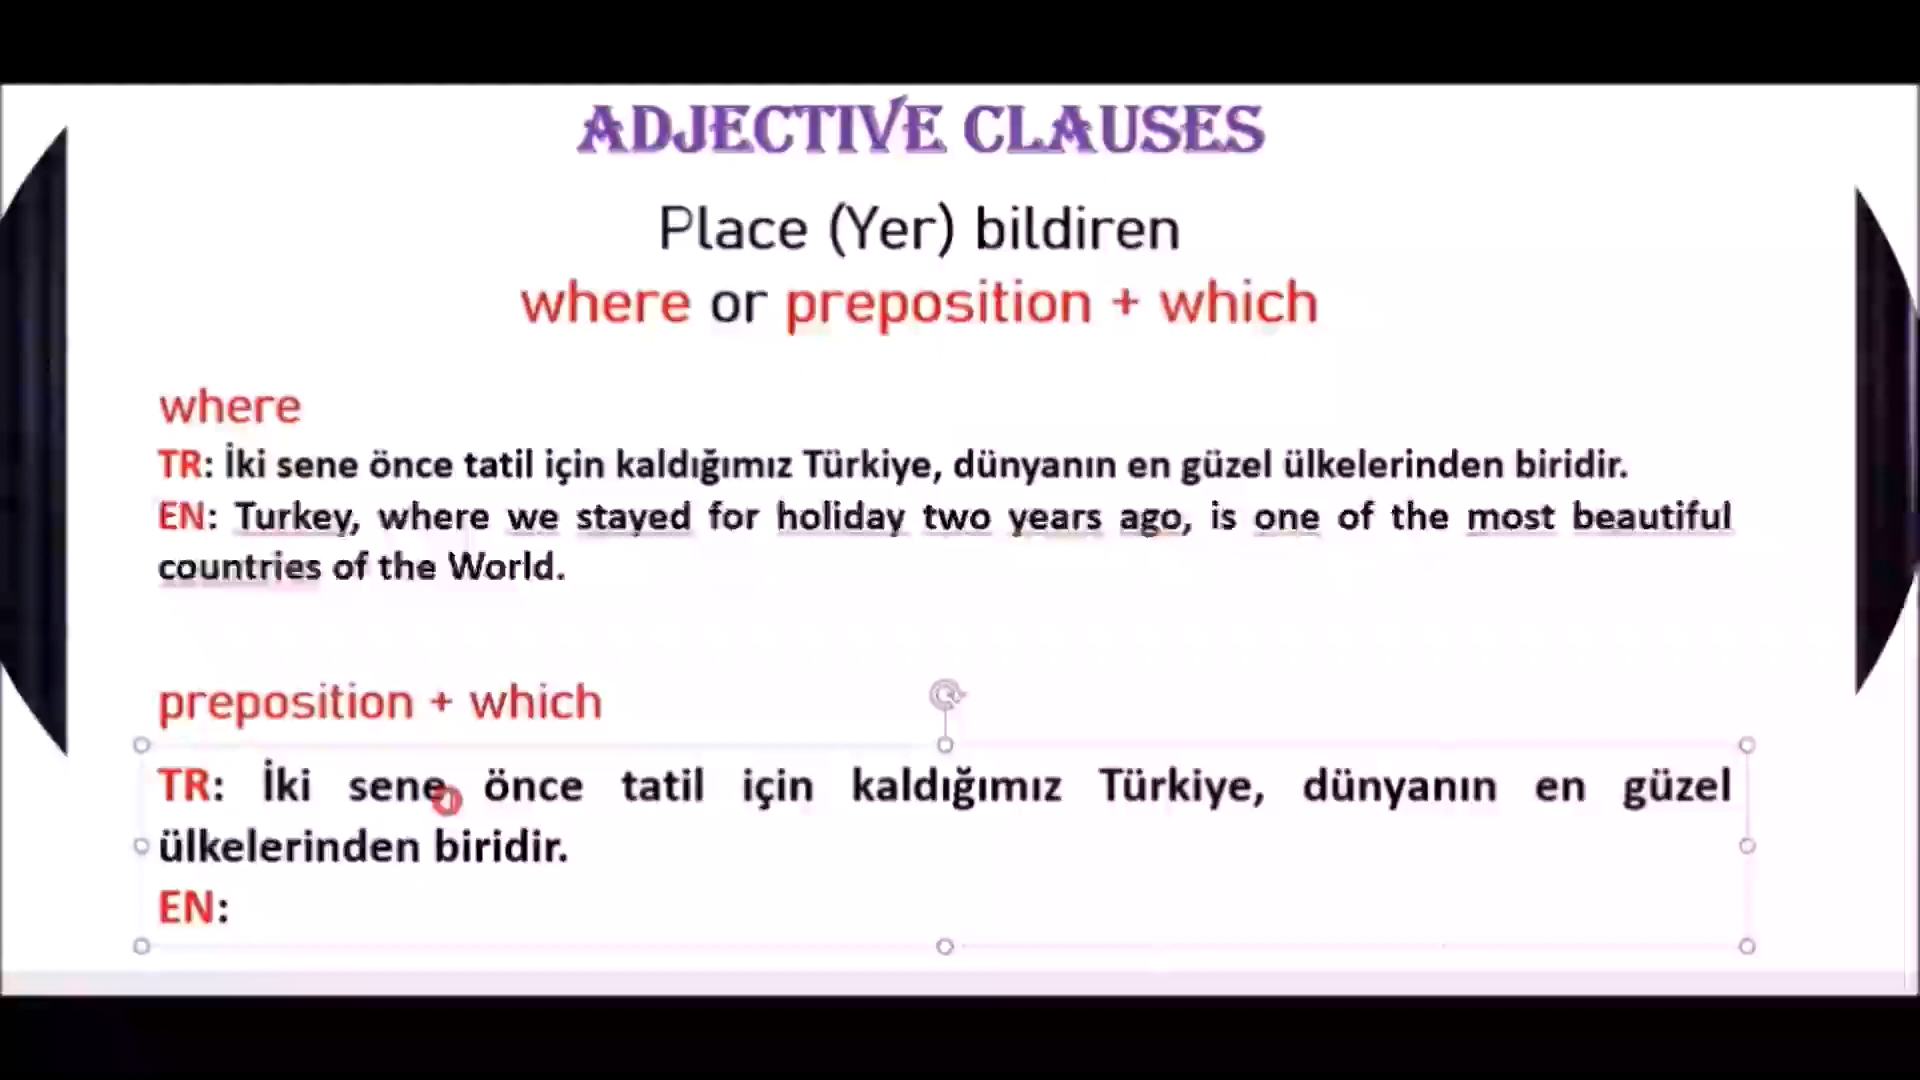 ADJECTIVE CLAUSES
Place (Yer) bildiren
where or preposition + which
where
TR: İki sene önce tatil için kaldığımız Türkiye, dünyanın en güzel ülkelerinden biridir.
EN: Turkey, where we stayed for holiday two years ago, is one of the most beautiful
countries of the World.
preposition + which
TR: İki sene önce tatil için kaldığımız Türkiye, dünyanın en güzel
ülkelerinden biridir.
EN: